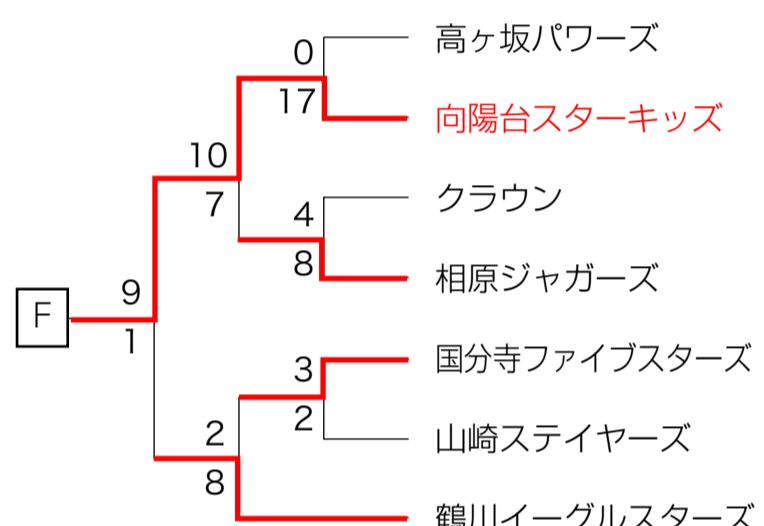 0
高ヶ坂パワーズ
17
向陽台スターキッズ
10
7
クラウン
4
8
相原ジャガーズ
9
F
1
国分寺ファイブスターズ
3
2
山崎ステイヤーズ
2
8
鶴川イーグルスターズ